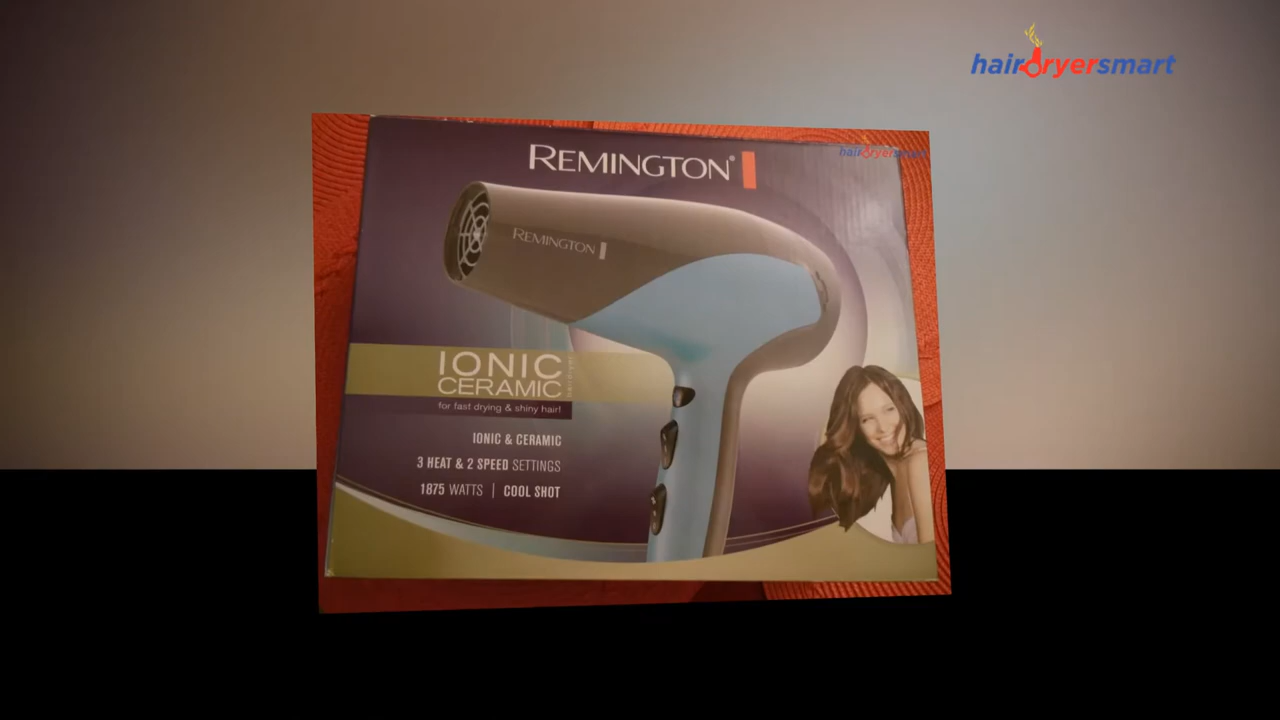 hairdryersmart
hairdryersmart
REMINGTON®
REMINGTON
IONIC
CERAMIC
for fast drying & shiny hair!
IONIC & CERAMIC
3 HEAT & 2 SPEED SETTINGS
1875 WATTS | COOL SHOT